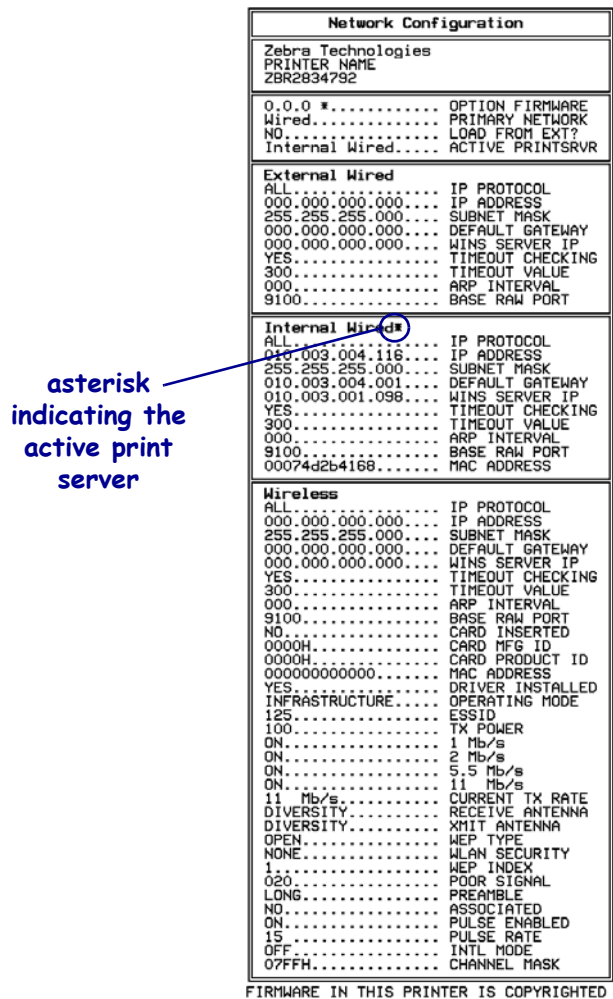 Network Configuration
Zebra Technologies
PRINTER NAME
ZBR2834792
0.0.0 *............ OPTION FIRMWARE
Wired.............. PRIMARY NETWORK
NO................. LOAD FROM EXT?
Internal Wired..... ACTIVE PRINTSRVR
External Wired
ALL................ IP PROTOCOL
000.000.000.000.... IP ADDRESS
255.255.255.000.... SUBNET MASK
000.000.000.000.... DEFAULT GATEWAY
000.000.000.000.... WINS SERVER IP
YES................ TIMEOUT CHECKING
300................ TIMEOUT VALUE
000................ ARP INTERVAL
9100............... BASE RAW PORT
Internal Wired*
ALL................ IP PROTOCOL
010.003.004.116.... IP ADDRESS
255.255.255.000.... SUBNET MASK
010.003.004.001.... DEFAULT GATEWAY
010.003.001.098.... WINS SERVER IP
YES................ TIMEOUT CHECKING
300................ TIMEOUT VALUE
000................ ARP INTERVAL
9100............... BASE RAW PORT
00074d2b4168....... MAC ADDRESS
asterisk
indicating the
active print
server
Wireless
ALL................ IP PROTOCOL
000.000.000.000.... IP ADDRESS
255.255.255.000.... SUBNET MASK
000.000.000.000.... DEFAULT GATEWAY
000.000.000.000.... WINS SERVER IP
YES................ TIMEOUT CHECKING
300................ TIMEOUT VALUE
000................ ARP INTERVAL
9100............... BASE RAW PORT
NO................. CARD INSERTED
0000H.............. CARD MFG ID
0000H.............. CARD PRODUCT ID
000000000000....... MAC ADDRESS
YES................ DRIVER INSTALLED
INFRASTRUCTURE..... OPERATING MODE
125................ ESSID
100................ TX POWER
ON................. 1 Mb/s
ON................. 2 Mb/s
ON................. 5.5 Mb/s
ON................. 11 Mb/s
11 Mb/s........... CURRENT TX RATE
DIVERSITY.......... RECEIVE ANTENNA
DIVERSITY.......... XMIT ANTENNA
OPEN............... WEP TYPE
NONE............... WLAN SECURITY
1.................. WEP INDEX
020................ POOR SIGNAL
LONG............... PREAMBLE
NO................. ASSOCIATED
ON................. PULSE ENABLED
15 ................ PULSE RATE
OFF................ INTL MODE
07FFH.............. CHANNEL MASK
FIRMWARE IN THIS PRINTER IS COPYRIGHTED